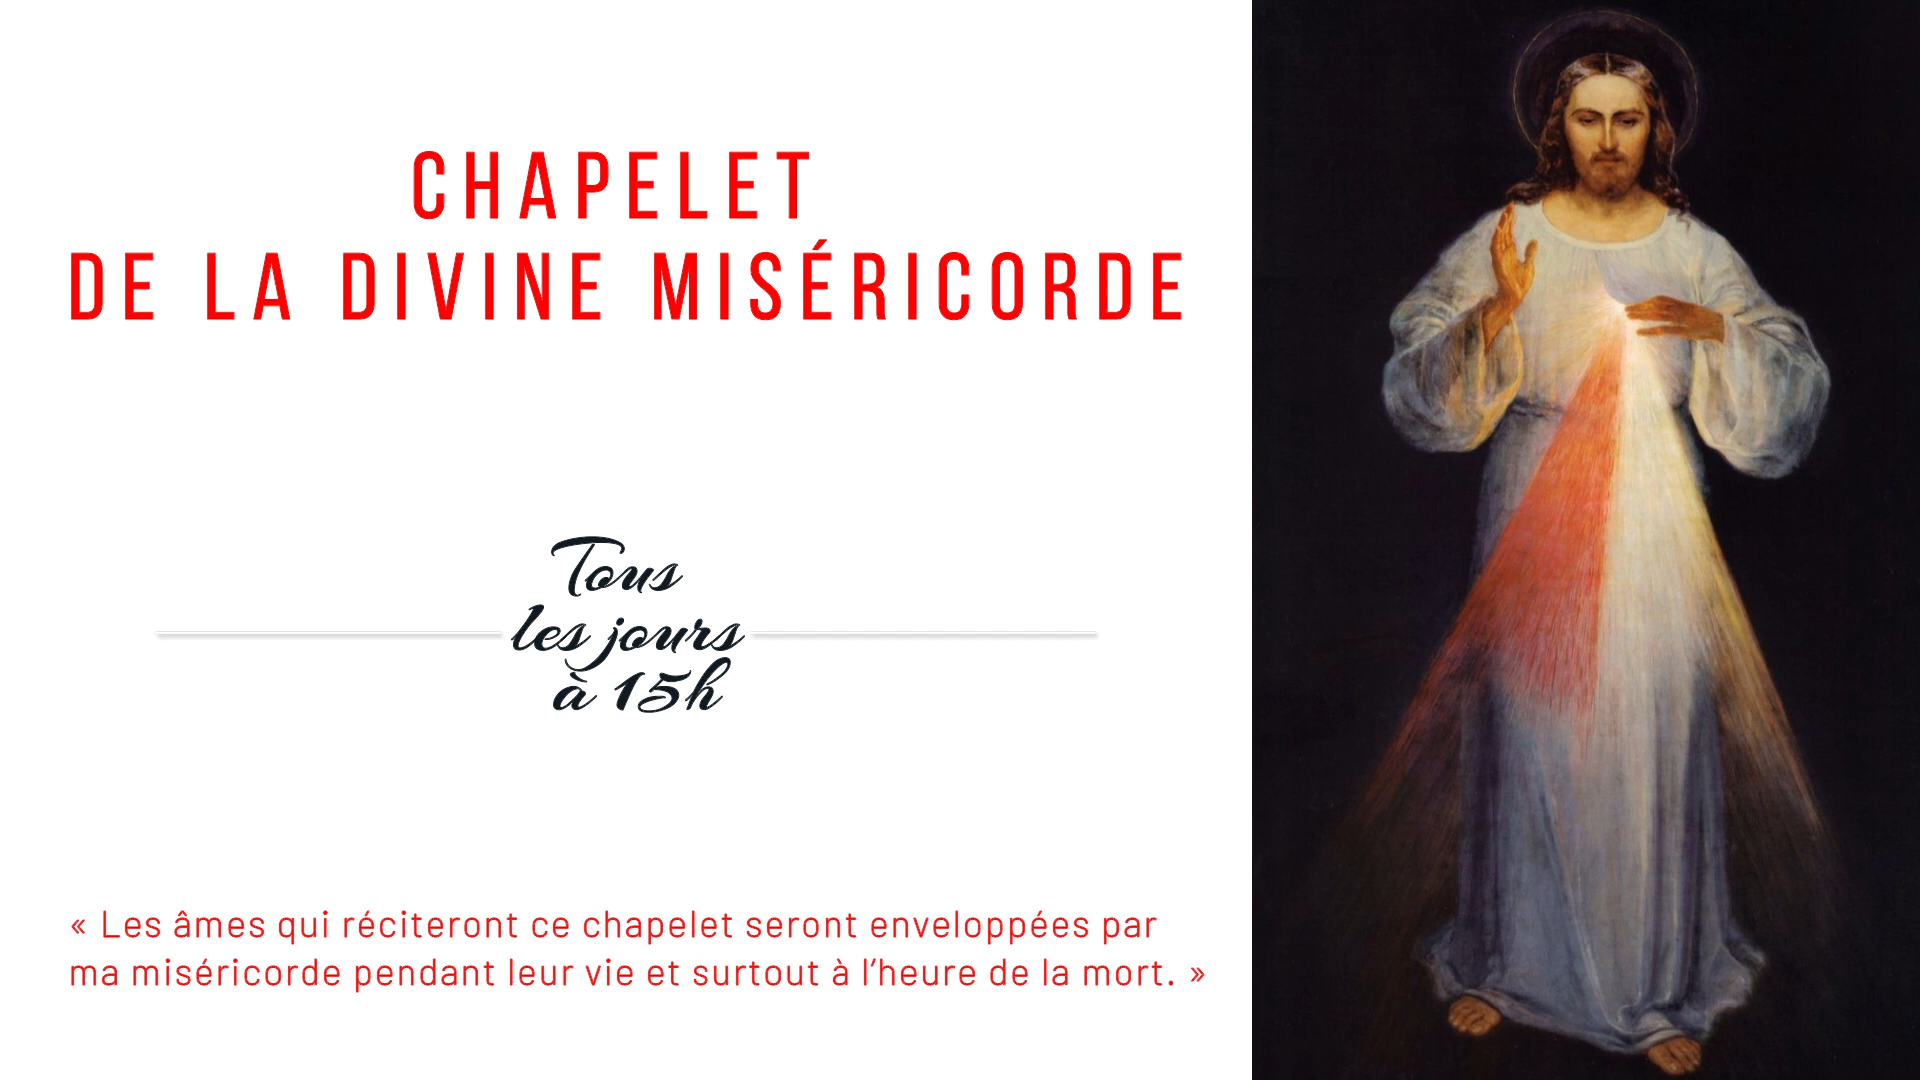 CHAPELET
DE LA DIVINE MISÉRICORDE
Tous
les jours
à 15h
« Les âmes qui réciteront ce chapelet seront enveloppées par
ma miséricorde pendant leur vie et surtout à l’heure de la mort. »